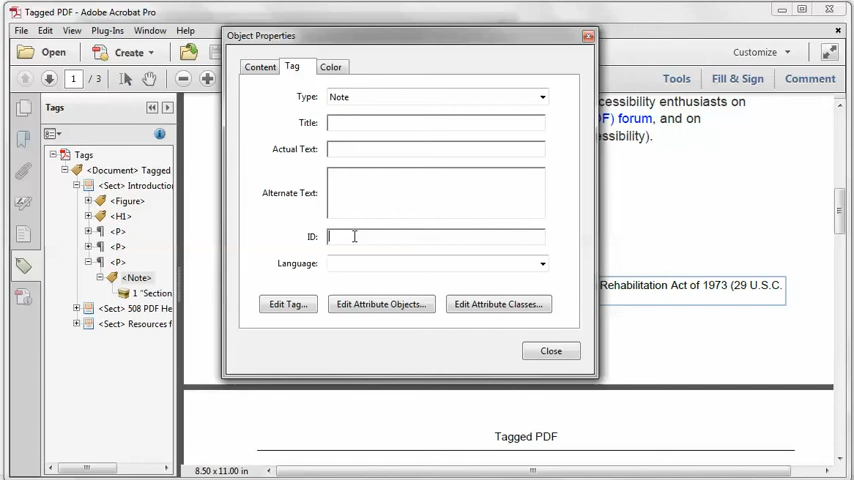 Tagged PDF - Adobe Acrobat Pro
File Edit View Plug-Ins Window Help
Open
Create
Customize
1 / 3
Tools
Fill & Sign
Comment
Tags
Tags
<Document> Tagged
<Sect> Introduction
<Figure>
<H1>
<P>
<P>
<P>
<Note>
1 "Section
<Sect> 508 PDF He
<Sect> Resources f
Object Properties
Content
Tag
Color
Type:
Note
Title:
Actual Text:
Alternate Text:
ID:
Language:
Edit Tag...
Edit Attribute Objects...
Edit Attribute Classes...
Close
cessibility enthusiasts on
DF) forum, and on
ssibility).
Rehabilitation Act of 1973 (29 U.S.C.
Tagged PDF
8.50 x 11.00 in